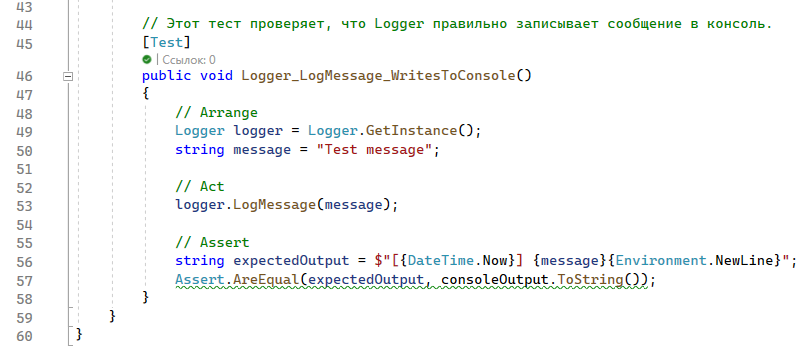 43
44 // Этот тест проверяет, что Logger правильно записывает сообщение в консоль.
45 [Test]
| Ссылок: 0
46 public void Logger_LogMessage_WritesToConsole()
47 {
48 // Arrange
49 Logger logger = Logger.GetInstance();
50 string message = "Test message";
51
52 // Act
53 logger.LogMessage(message);
54
55 // Assert
56 string expectedOutput = $"[{DateTime.Now}] {message}{Environment.NewLine}";
57 Assert.AreEqual(expectedOutput, consoleOutput.ToString());
58 }
59 }
60 }